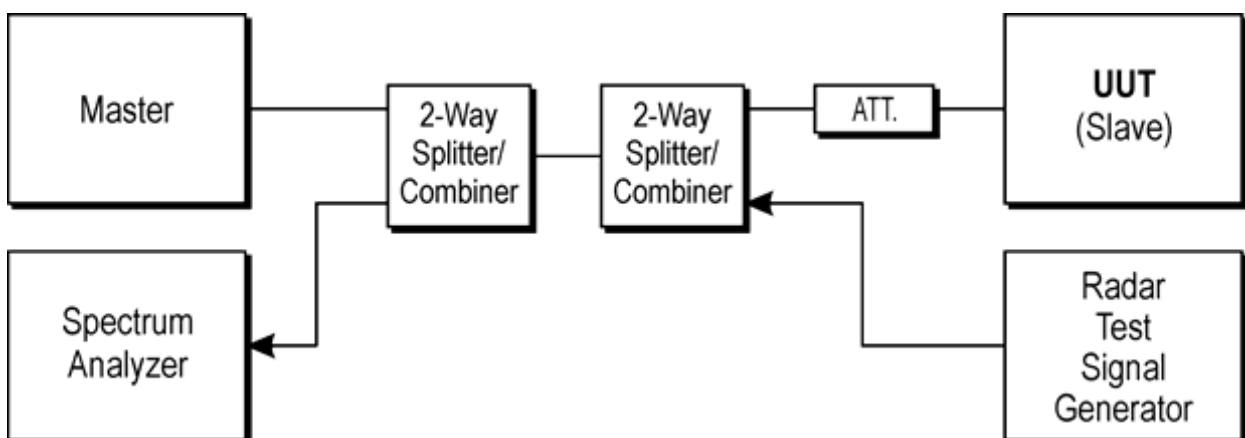 Master
2-Way
Splitter/
Combiner
2-Way
Splitter/
Combiner
ATT.
UUT
(Slave)
Spectrum
Analyzer
Radar
Test
Signal
Generator